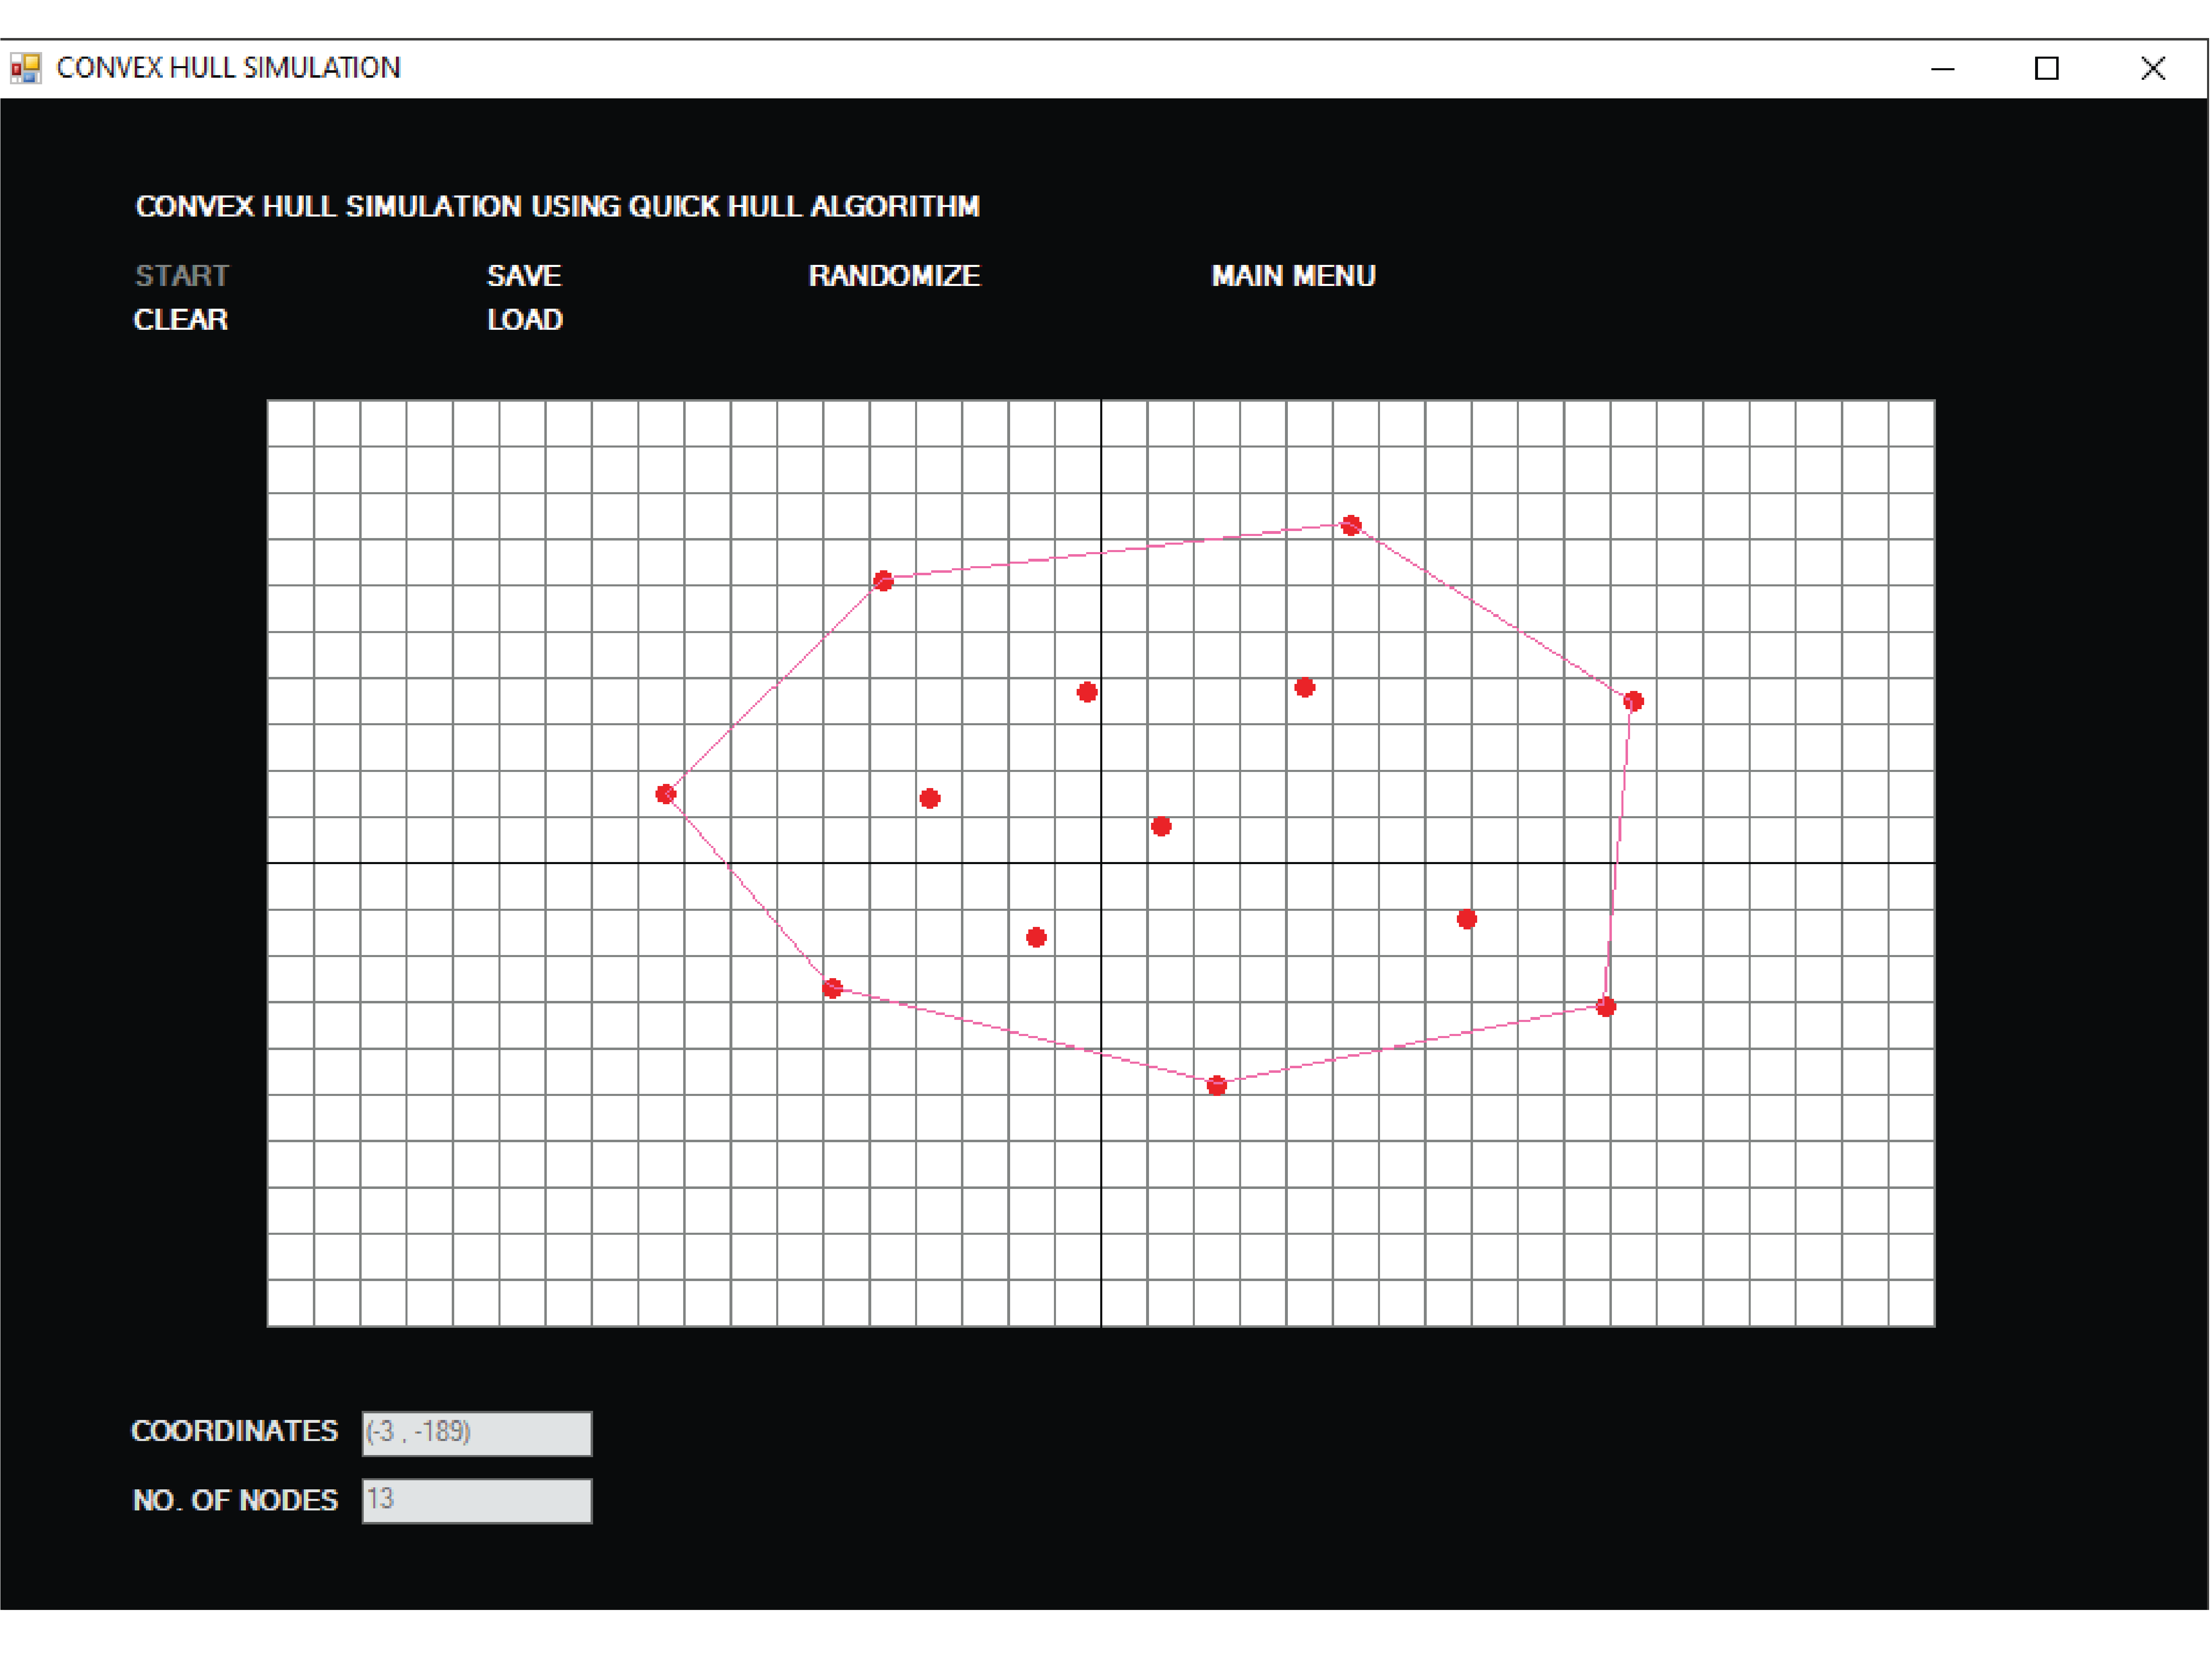 CONVEX HULL SIMULATION
CONVEX HULL SIMULATION USING QUICK HULL ALGORITHM
START SAVE RANDOMIZE MAIN MENU
CLEAR LOAD
COORDINATES (-3 , -189)
NO. OF NODES 13